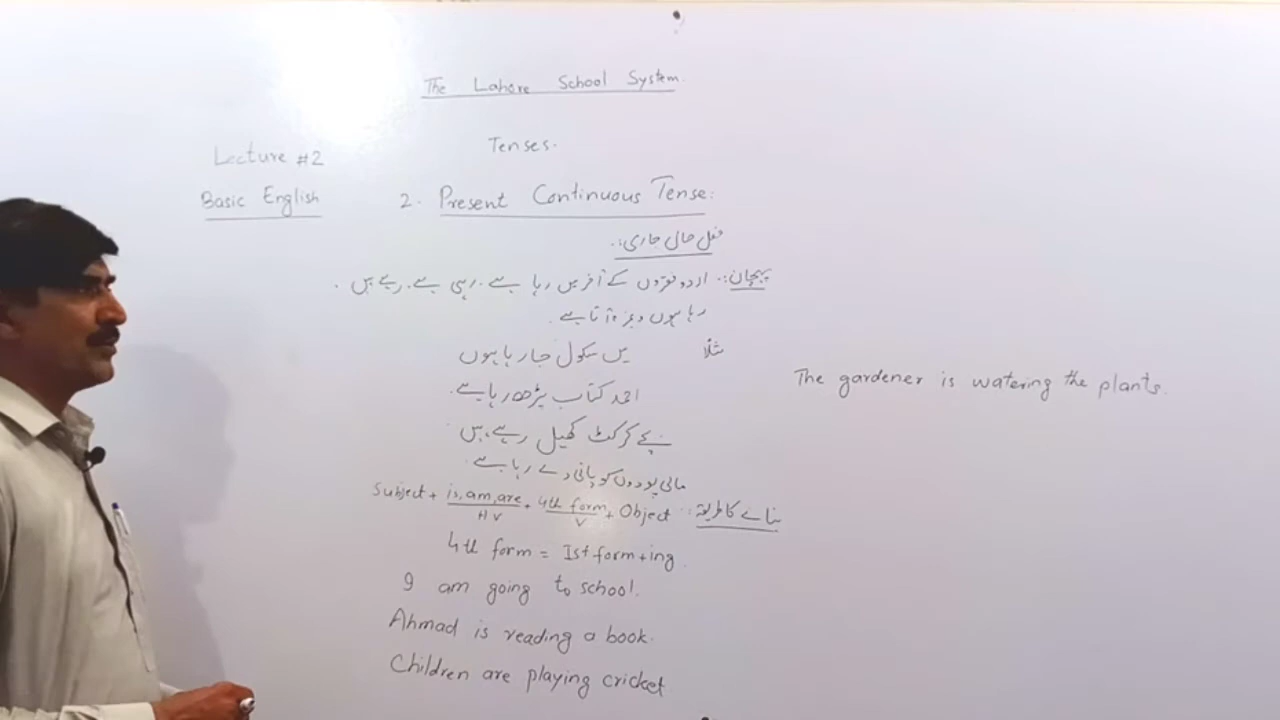 The Lahore School System.
Tenses.
Lecture #2
Basic English
2. Present Continuous Tense:
فعل حال جاری:.
پہچان:. اردو فقروں کے آخر میں رہا ہے۔ رہی ہے۔ رہے ہیں۔
رہا ہوں وغیرہ آتا ہے۔
مثلاً میں سکول جا رہا ہوں
احمد کتاب پڑھ رہا ہے۔
بچے کرکٹ کھیل رہے ہیں۔
مالی پودوں کو پانی دے رہا ہے۔
بنانے کا طریقہ: Subject + is, am, are + 4th form + Object
HV V
4th form = Ist form+ing
I am going to school.
Ahmad is reading a book.
Children are playing cricket
The gardener is watering the plants.